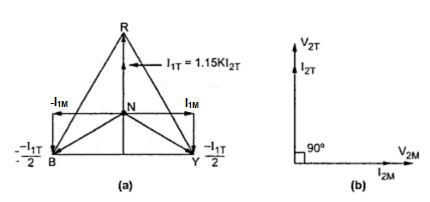 R
I1T = 1.15KI2T
-I1M
N
I1M
-I1T
2
B
Y
-I1T
2
(a)
V2T
I2T
90°
V2M
I2M
(b)